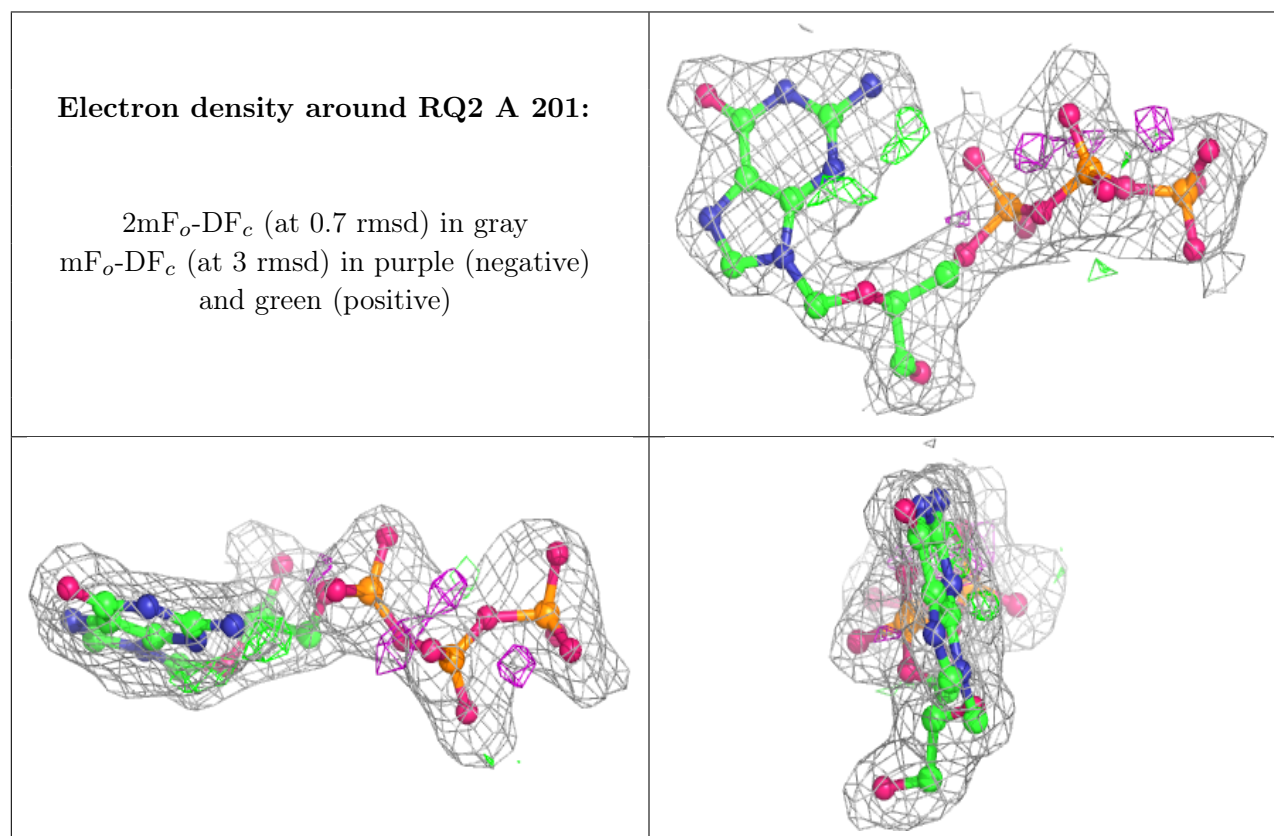 Electron density around RQ2 A 201:
2mFₒ-DF𝒸 (at 0.7 rmsd) in gray
mFₒ-DF𝒸 (at 3 rmsd) in purple (negative)
and green (positive)